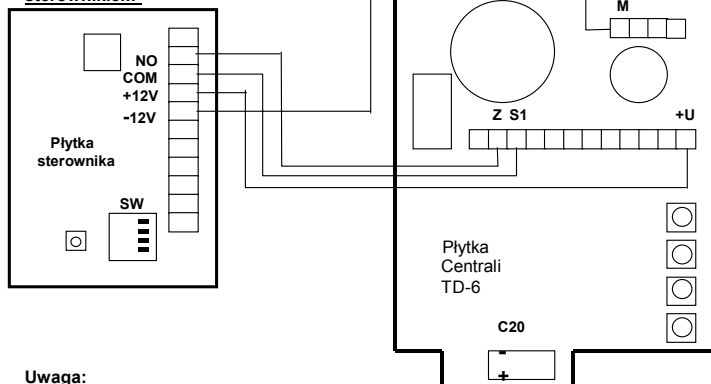 sterownikiem
M
NO
COM
+12V
-12V
Z S1
+U
Płytka
sterownika
SW
Płytka
Centrali
TD-6
C20
-
+
Uwaga: